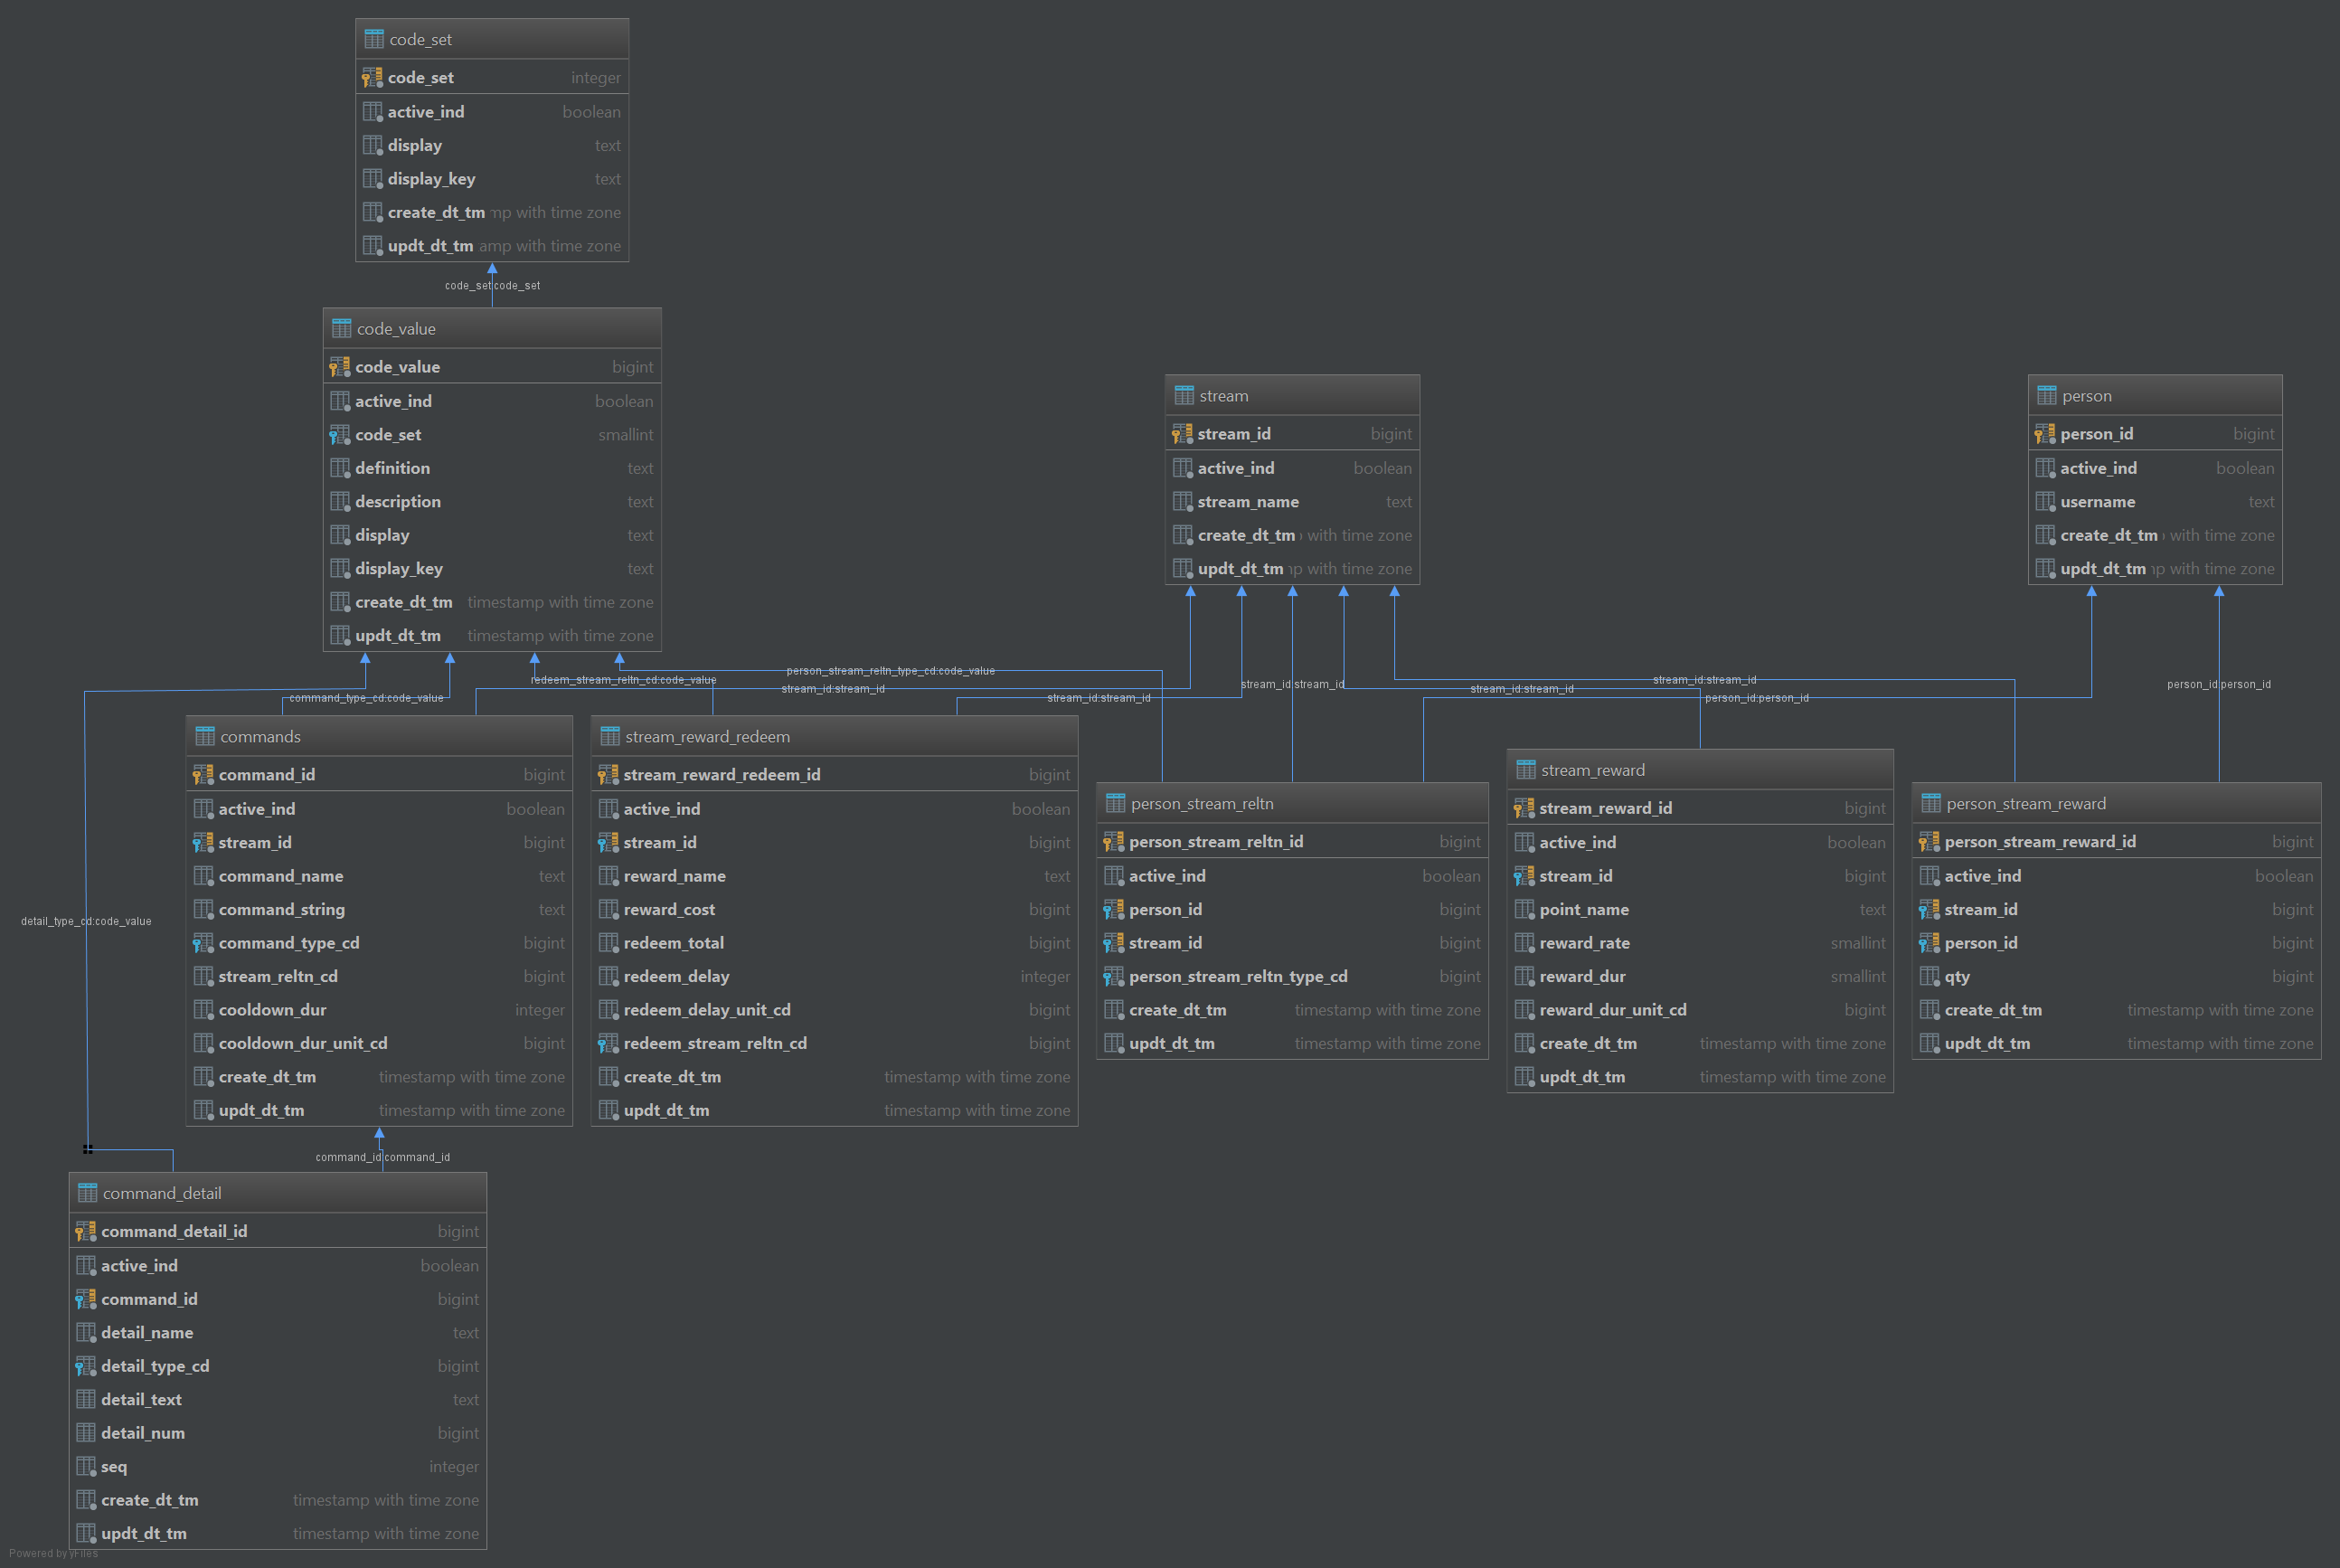 code_set
code_set integer
active_ind boolean
display text
display_key text
create_dt_tm mp with time zone
updt_dt_tm amp with time zone
code_set:code_set
code_value
code_value bigint
active_ind boolean
code_set smallint
definition text
description text
display text
display_key text
create_dt_tm timestamp with time zone
updt_dt_tm timestamp with time zone
stream
stream_id bigint
active_ind boolean
stream_name text
create_dt_tm with time zone
updt_dt_tm p with time zone
person
person_id bigint
active_ind boolean
username text
create_dt_tm with time zone
updt_dt_tm p with time zone
person_stream_reltn_type_cd:code_value
redeem_stream_reltn_cd:code_value
stream_id:stream_id
command_type_cd:code_value
stream_id:stream_id
stream_id:stream_id
stream_id:stream_id
stream_id:stream_id
person_id:person_id
person_id:person_id
detail_type_cd:code_value
commands
command_id bigint
active_ind boolean
stream_id bigint
command_name text
command_string text
command_type_cd bigint
stream_reltn_cd bigint
cooldown_dur integer
cooldown_dur_unit_cd bigint
create_dt_tm timestamp with time zone
updt_dt_tm timestamp with time zone
stream_reward_redeem
stream_reward_redeem_id bigint
active_ind boolean
stream_id bigint
reward_name text
reward_cost bigint
redeem_total bigint
redeem_delay integer
redeem_delay_unit_cd bigint
redeem_stream_reltn_cd bigint
create_dt_tm timestamp with time zone
updt_dt_tm timestamp with time zone
person_stream_reltn
person_stream_reltn_id bigint
active_ind boolean
person_id bigint
stream_id bigint
person_stream_reltn_type_cd bigint
create_dt_tm timestamp with time zone
updt_dt_tm timestamp with time zone
stream_reward
stream_reward_id bigint
active_ind boolean
stream_id bigint
point_name text
reward_rate smallint
reward_dur smallint
reward_dur_unit_cd bigint
create_dt_tm timestamp with time zone
updt_dt_tm timestamp with time zone
person_stream_reward
person_stream_reward_id bigint
active_ind boolean
stream_id bigint
person_id bigint
qty bigint
create_dt_tm timestamp with time zone
updt_dt_tm timestamp with time zone
command_id:command_id
command_detail
command_detail_id bigint
active_ind boolean
command_id bigint
detail_name text
detail_type_cd bigint
detail_text text
detail_num bigint
seq integer
create_dt_tm timestamp with time zone
updt_dt_tm timestamp with time zone
Powered by yFiles